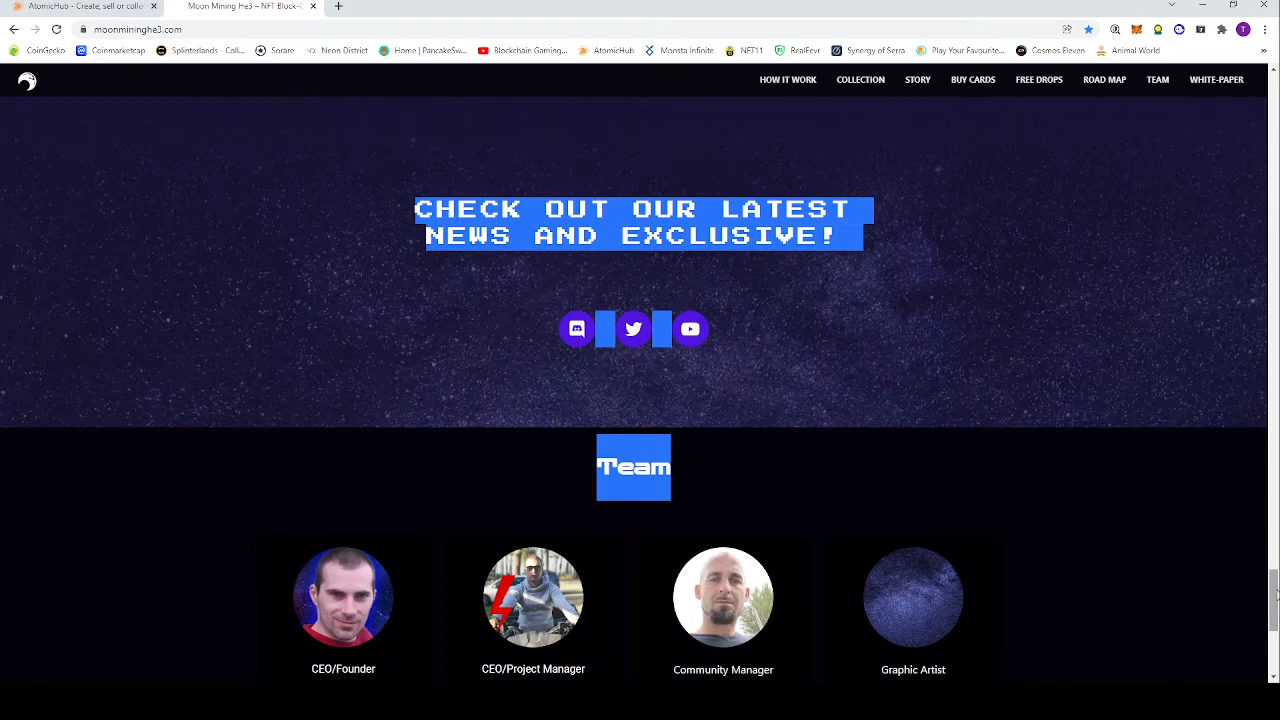 AtomicHub - Create, sell or colle
Moon Mining He3 – NFT Block-C
moonmininghe3.com
T
CoinGecko
Coinmarketcap
Splinterlands - Coll...
Sorare
Neon District
Home | PancakeSw...
Blockchain Gaming...
AtomicHub
Monsta Infinite
NFT11
RealFevr
Synergy of Serra
Play Your Favourite...
Cosmos Eleven
Animal World
HOW IT WORK
COLLECTION
STORY
BUY CARDS
FREE DROPS
ROAD MAP
TEAM
WHITE-PAPER
CHECK OUT OUR LATEST
NEWS AND EXCLUSIVE!
Team
CEO/Founder
CEO/Project Manager
Community Manager
Graphic Artist